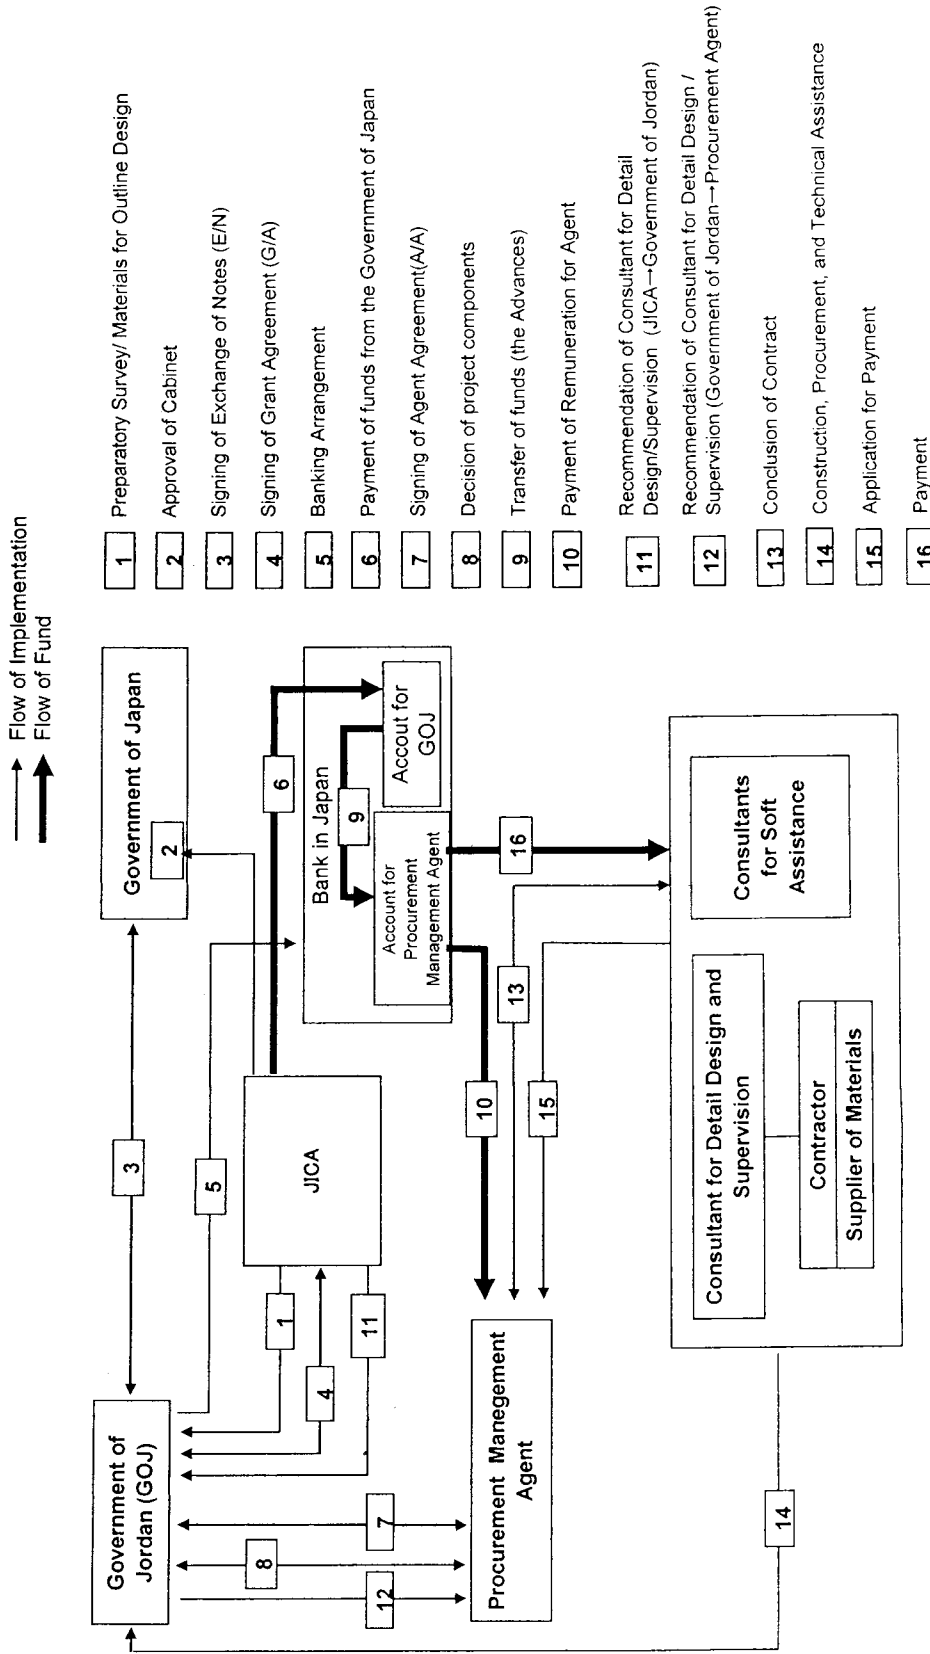 Flow of Implementation
Flow of Fund
Government of
Jordan (GOJ)
3
Government of Japan
2
5
1
4
11
JICA
6
Bank in Japan
9
Accout for
GOJ
Account for
Procurement
Management Agent
7
8
12
10
16
13
15
Procurement Manegement
Agent
Consultant for Detail Design and
Supervision
Contractor
Supplier of Materials
Consultants
for Soft
Assistance
14
1 Preparatory Survey/ Materials for Outline Design
2 Approval of Cabinet
3 Signing of Exchange of Notes (E/N)
4 Signing of Grant Agreement (G/A)
5 Banking Arrangement
6 Payment of funds from the Government of Japan
7 Signing of Agent Agreement(A/A)
8 Decision of project components
9 Transfer of funds (the Advances)
10 Payment of Remuneration for Agent
11 Recommendation of Consultant for Detail
Design/Supervision (JICA→Government of Jordan)
12 Recommendation of Consultant for Detail Design /
Supervision (Government of Jordan→Procurement Agent)
13 Conclusion of Contract
14 Construction, Procurement, and Technical Assistance
15 Application for Payment
16 Payment